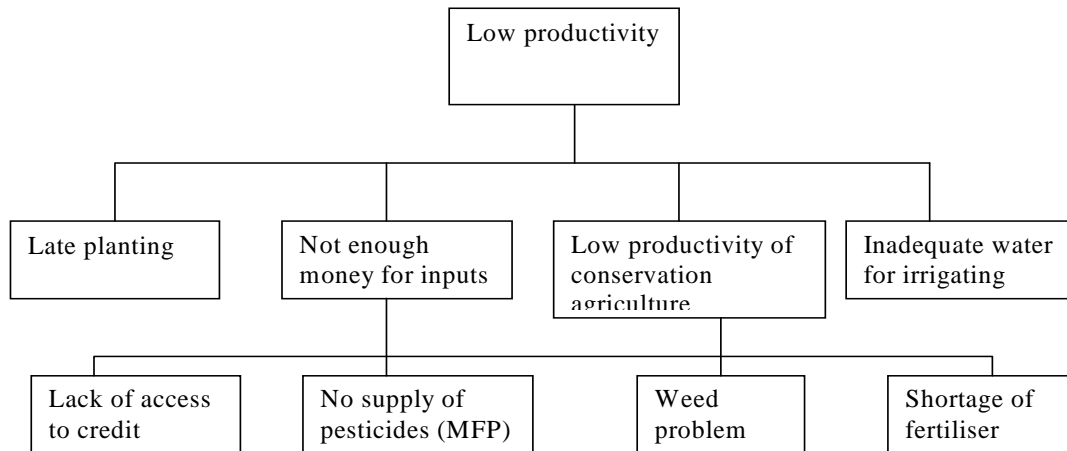 Low productivity
Late planting
Not enough
money for inputs
Low productivity of
conservation
agriculture
Inadequate water
for irrigating
Lack of access
to credit
No supply of
pesticides (MFP)
Weed
problem
Shortage of
fertiliser